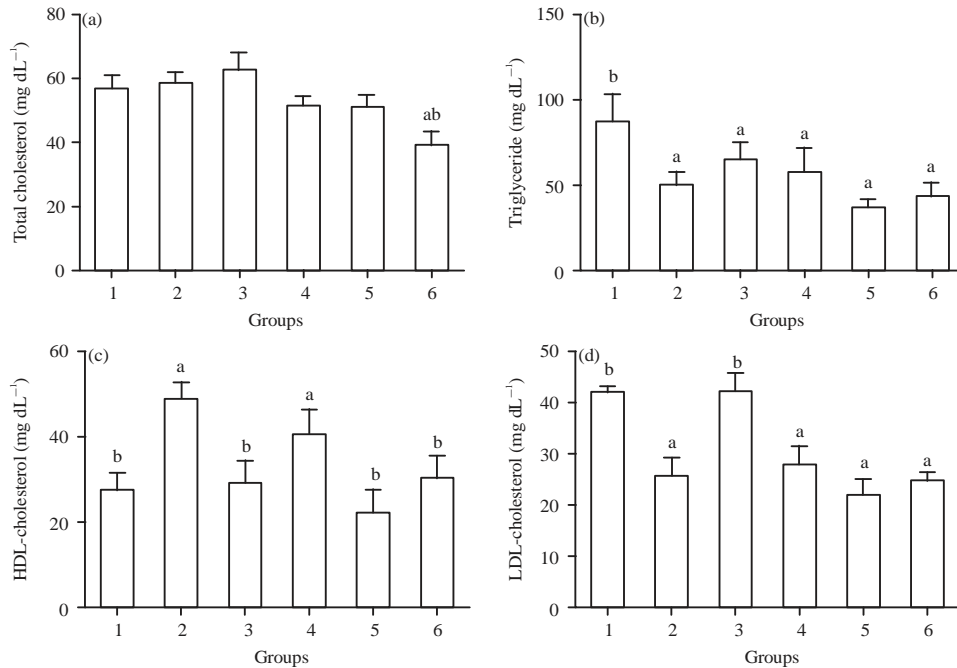 (a)
Total cholesterol (mg dL⁻¹)
80
60
40
20
0
ab
1 2 3 4 5 6
Groups
(b)
Triglyceride (mg dL⁻¹)
150
100
50
0
b a a a a a
1 2 3 4 5 6
Groups
(c)
HDL-cholesterol (mg dL⁻¹)
60
40
20
0
b a b a b b
1 2 3 4 5 6
Groups
(d)
LDL-cholesterol (mg dL⁻¹)
50
40
30
20
10
0
b a b a a a
1 2 3 4 5 6
Groups